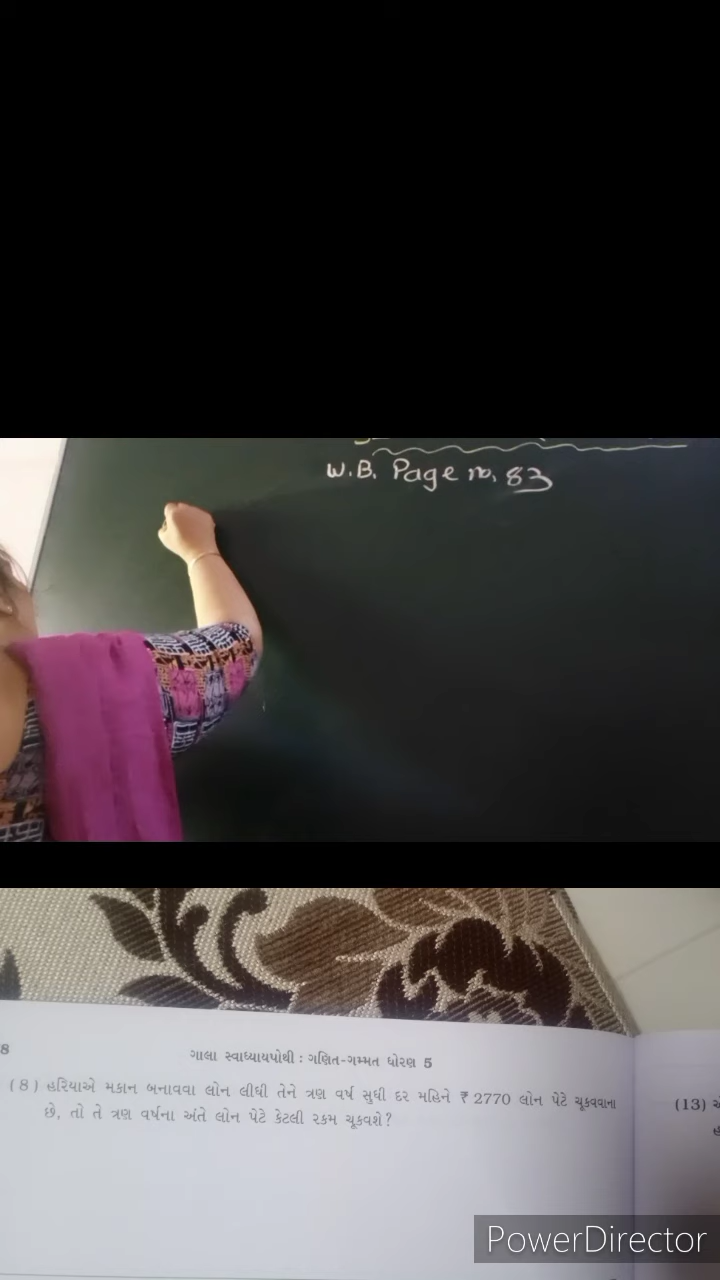 W.B. Page no. 83
8
ગાલા સ્વાધ્યાયપોથી : ગણિત-ગમ્મત ધોરણ 5
(8) હરિયાએ મકાન બનાવવા લોન લીધી તેને ત્રણ વર્ષ સુધી દર મહિને ₹ 2770 લોન પેટે ચૂકવવાના
છે, તો તે ત્રણ વર્ષના અંતે લોન પેટે કેટલી રકમ ચૂકવશે?
(13)
PowerDirector